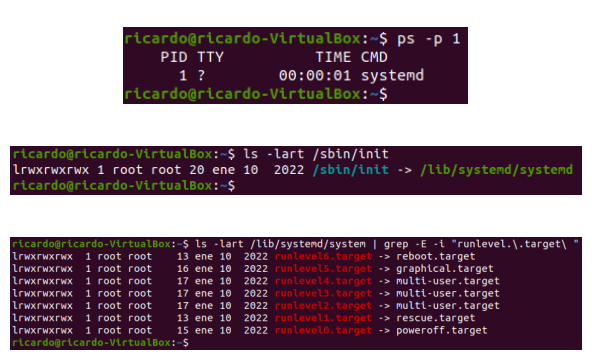 ricardo@ricardo-VirtualBox:~$ ps -p 1
    PID TTY          TIME CMD
      1 ?        00:00:01 systemd
ricardo@ricardo-VirtualBox:~$
ricardo@ricardo-VirtualBox:~$ ls -lart /sbin/init
lrwxrwxrwx 1 root root 20 ene 10  2022 /sbin/init -> /lib/systemd/systemd
ricardo@ricardo-VirtualBox:~$
ricardo@ricardo-VirtualBox:~$ ls -lart /lib/systemd/system | grep -E -i "runlevel.\.target\ "
lrwxrwxrwx  1 root root    13 ene 10  2022 runlevel6.target -> reboot.target
lrwxrwxrwx  1 root root    16 ene 10  2022 runlevel5.target -> graphical.target
lrwxrwxrwx  1 root root    17 ene 10  2022 runlevel4.target -> multi-user.target
lrwxrwxrwx  1 root root    17 ene 10  2022 runlevel3.target -> multi-user.target
lrwxrwxrwx  1 root root    17 ene 10  2022 runlevel2.target -> multi-user.target
lrwxrwxrwx  1 root root    13 ene 10  2022 runlevel1.target -> rescue.target
lrwxrwxrwx  1 root root    15 ene 10  2022 runlevel0.target -> poweroff.target
ricardo@ricardo-VirtualBox:~$